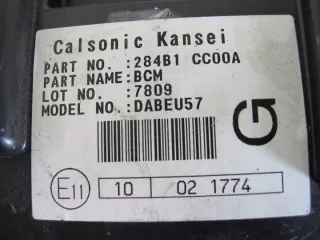 Calsonic Kansei
PART NO. :284B1 CC00A
PART NAME:BCM
LOT NO. :7809
MODEL NO.:DABEU57
G
E11 10 02 1774